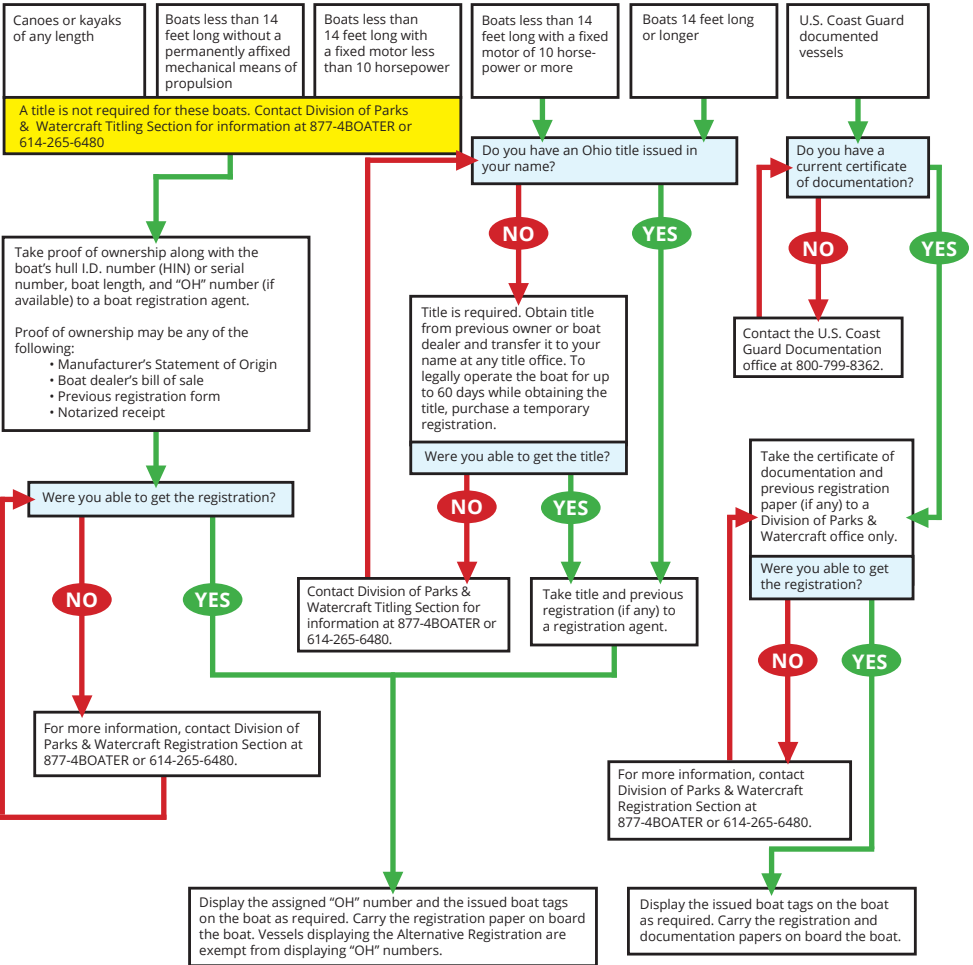 Canoes or kayaks
of any length
Boats less than 14
feet long without a
permanently affixed
mechanical means of
propulsion
Boats less than
14 feet long with
a fixed motor less
than 10 horsepower
Boats less than 14
feet long with a fixed
motor of 10 horse-
power or more
Boats 14 feet long
or longer
U.S. Coast Guard
documented
vessels
A title is not required for these boats. Contact Division of Parks
& Watercraft Titling Section for information at 877-4BOATER or
614-265-6480
Do you have an Ohio title issued in
your name?
Do you have a
current certificate
of documentation?
NO
YES
NO
YES
Take proof of ownership along with the
boat's hull I.D. number (HIN) or serial
number, boat length, and “OH” number (if
available) to a boat registration agent.
Proof of ownership may be any of the
following:
• Manufacturer's Statement of Origin
• Boat dealer's bill of sale
• Previous registration form
• Notarized receipt
Title is required. Obtain title
from previous owner or boat
dealer and transfer it to your
name at any title office. To
legally operate the boat for up
to 60 days while obtaining the
title, purchase a temporary
registration.
Were you able to get the title?
Contact the U.S. Coast
Guard Documentation
office at 800-799-8362.
Take the certificate of
documentation and
previous registration
paper (if any) to a
Division of Parks &
Watercraft office only.
Were you able to get
the registration?
Were you able to get the registration?
NO
YES
NO
YES
Contact Division of Parks &
Watercraft Titling Section for
information at 877-4BOATER or
614-265-6480.
Take title and previous
registration (if any) to
a registration agent.
NO
YES
For more information, contact Division of
Parks & Watercraft Registration Section at
877-4BOATER or 614-265-6480.
For more information, contact
Division of Parks & Watercraft
Registration Section at
877-4BOATER or 614-265-6480.
Display the assigned “OH” number and the issued boat tags
on the boat as required. Carry the registration paper on board
the boat. Vessels displaying the Alternative Registration are
exempt from displaying “OH” numbers.
Display the issued boat tags on the boat
as required. Carry the registration and
documentation papers on board the boat.